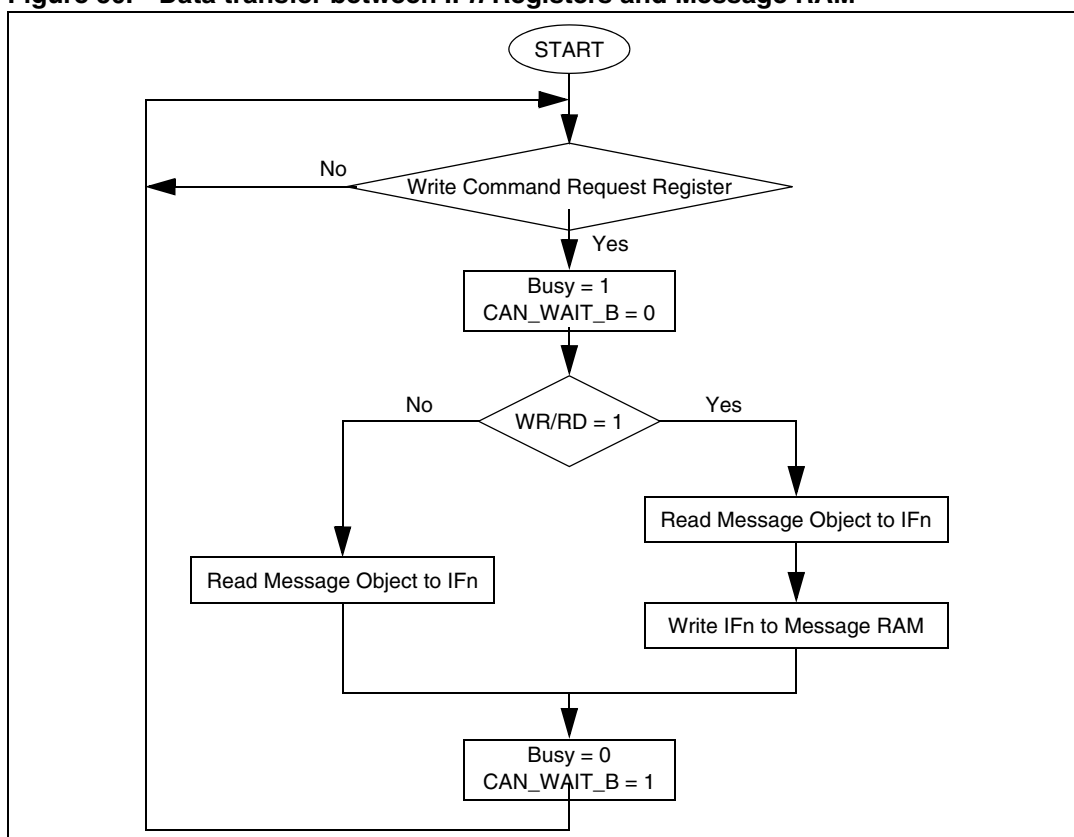 START
No
Write Command Request Register
Yes
Busy = 1
CAN_WAIT_B = 0
No
WR/RD = 1
Yes
Read Message Object to IFn
Read Message Object to IFn
Write IFn to Message RAM
Busy = 0
CAN_WAIT_B = 1